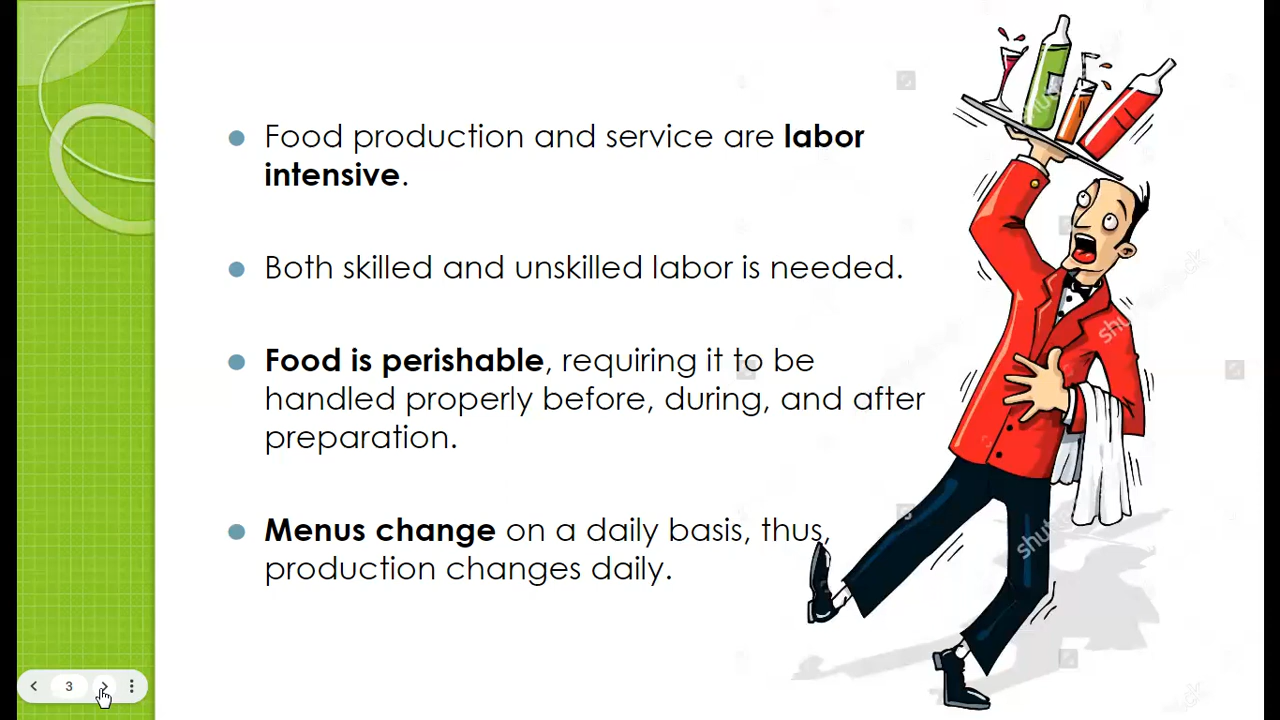 Food production and service are labor
intensive.
Both skilled and unskilled labor is needed.
Food is perishable, requiring it to be
handled properly before, during, and after
preparation.
Menus change on a daily basis, thus,
production changes daily.
3